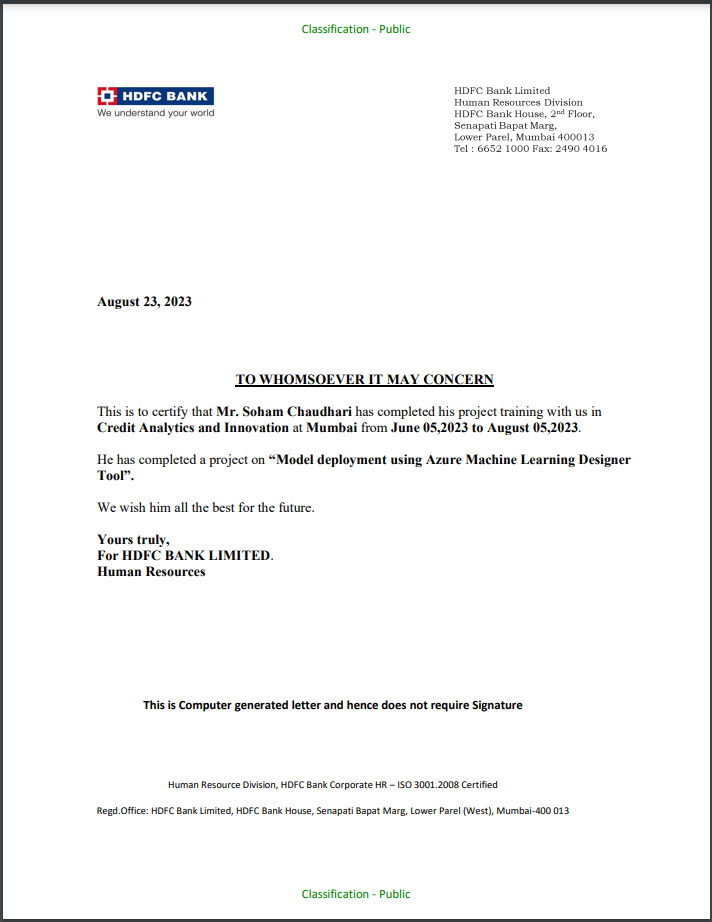 Classification - Public
HDFC BANK
We understand your world
HDFC Bank Limited
Human Resources Division
HDFC Bank House, 2nd Floor,
Senapati Bapat Marg,
Lower Parel, Mumbai 400013
Tel : 6652 1000 Fax: 2490 4016
August 23, 2023
TO WHOMSOEVER IT MAY CONCERN
This is to certify that Mr. Soham Chaudhari has completed his project training with us in
Credit Analytics and Innovation at Mumbai from June 05,2023 to August 05,2023.
He has completed a project on “Model deployment using Azure Machine Learning Designer
Tool”.
We wish him all the best for the future.
Yours truly,
For HDFC BANK LIMITED.
Human Resources
This is Computer generated letter and hence does not require Signature
Human Resource Division, HDFC Bank Corporate HR – ISO 3001.2008 Certified
Regd.Office: HDFC Bank Limited, HDFC Bank House, Senapati Bapat Marg, Lower Parel (West), Mumbai-400 013
Classification - Public